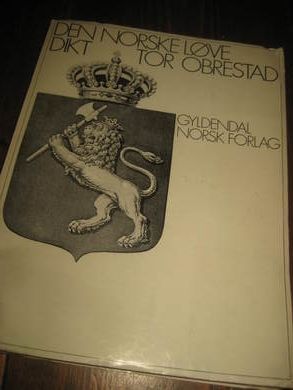 DEN NORSKE LØVE
DIKT TOR OBRESTAD
GYLDENDAL
NORSK FORLAG